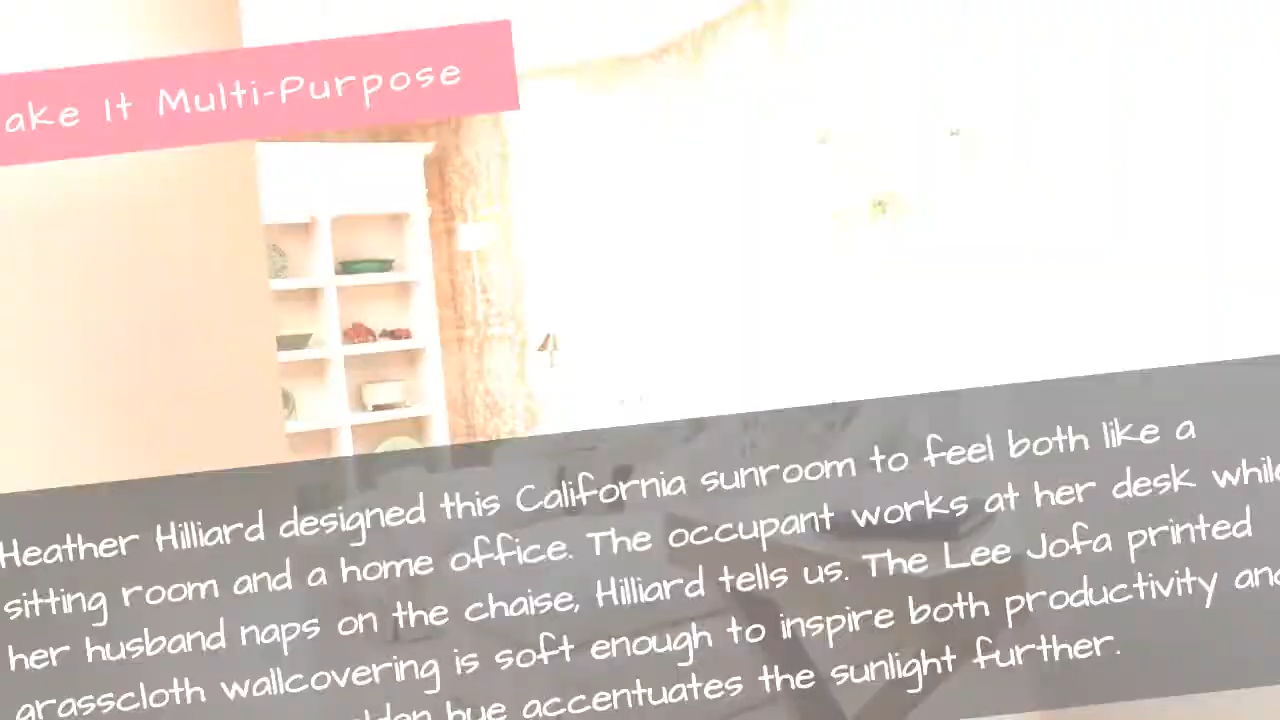 ake It Multi-Purpose
Heather Hilliard designed this California sunroom to feel both like a
sitting room and a home office. The occupant works at her desk while
her husband naps on the chaise, Hilliard tells us. The Lee Jofa printed
grasscloth wallcovering is soft enough to inspire both productivity and
hue accentuates the sunlight further.